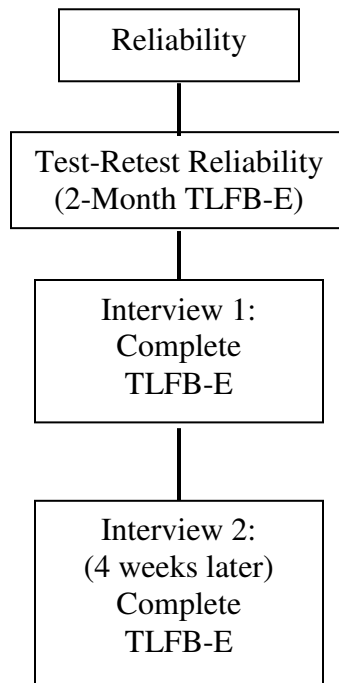 Reliability
Test-Retest Reliability
(2-Month TLFB-E)
Interview 1:
Complete
TLFB-E
Interview 2:
(4 weeks later)
Complete
TLFB-E